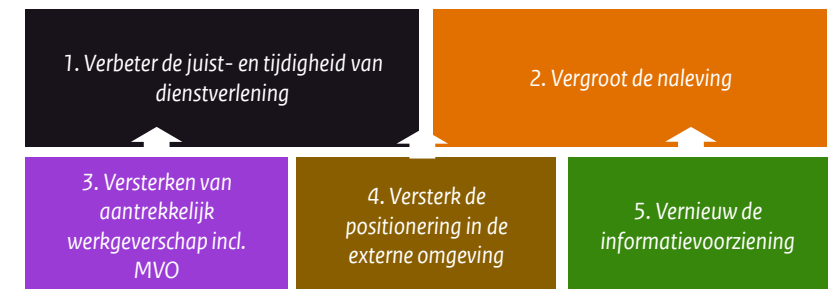 1. Verbeter de juist- en tijdigheid van
dienstverlening
2. Vergroot de naleving
3. Versterken van
aantrekkelijk
werkgeverschap incl.
MVO
4. Versterk de
positionering in de
externe omgeving
5. Vernieuw de
informatievoorziening